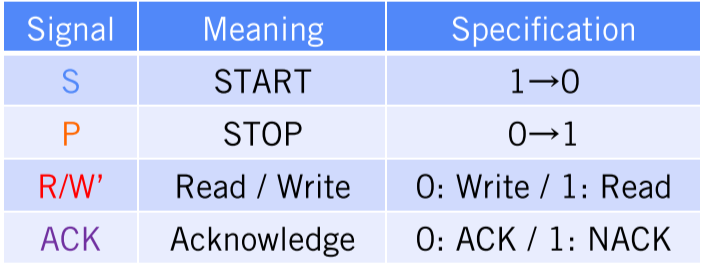 Signal Meaning Specification
S START 1→0
P STOP 0→1
R/W’ Read / Write 0: Write / 1: Read
ACK Acknowledge 0: ACK / 1: NACK